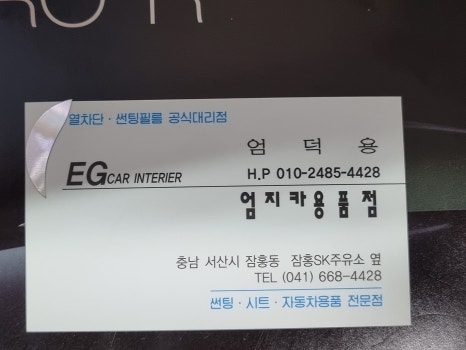 열차단 · 썬팅필름 공식대리점
엄 덕 용
EG CAR INTERIER
H.P 010-2485-4428
엄지카용품점
충남 서산시 잠홍동 잠홍SK주유소 옆
TEL (041) 668-4428
썬팅 · 시트 · 자동차용품 전문점